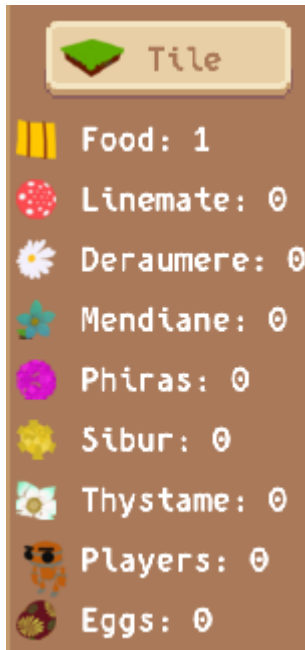 Tile
Food: 1
Linemate: 0
Deraumere: 0
Mendiane: 0
Phiras: 0
Sibur: 0
Thystame: 0
Players: 0
Eggs: 0